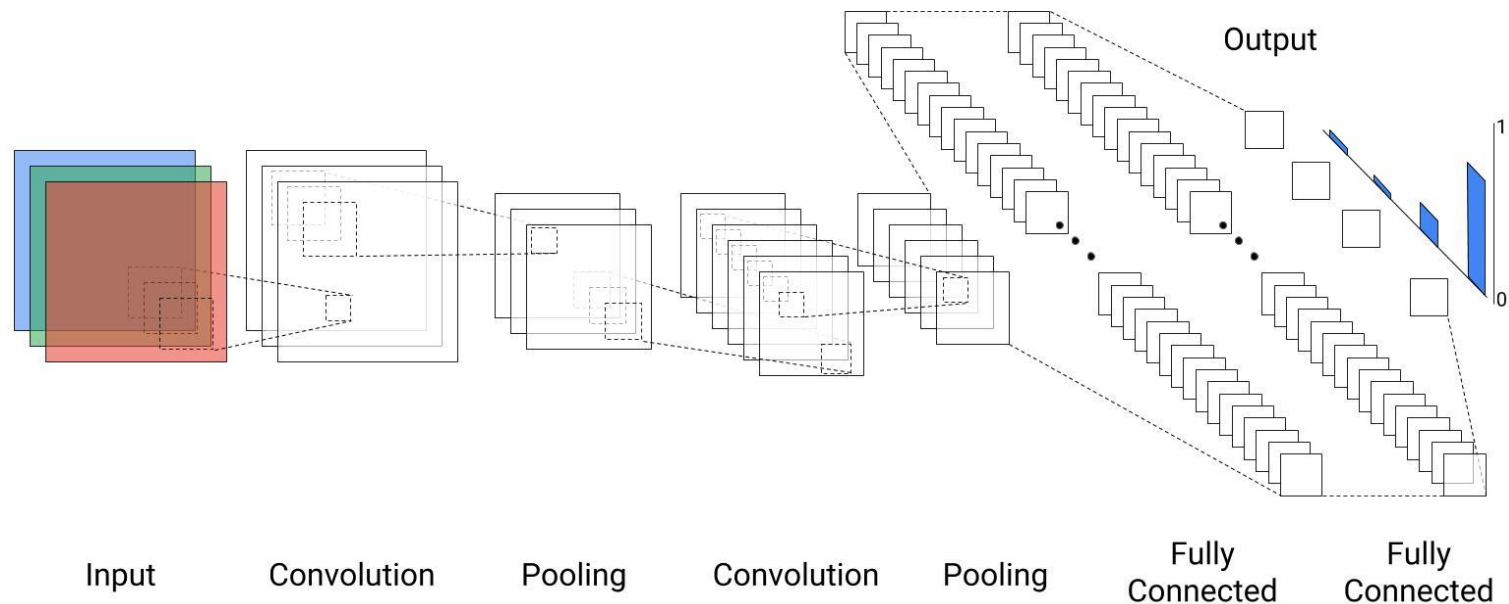 Output
1
0
Input
Convolution
Pooling
Convolution
Pooling
Fully
Connected
Fully
Connected